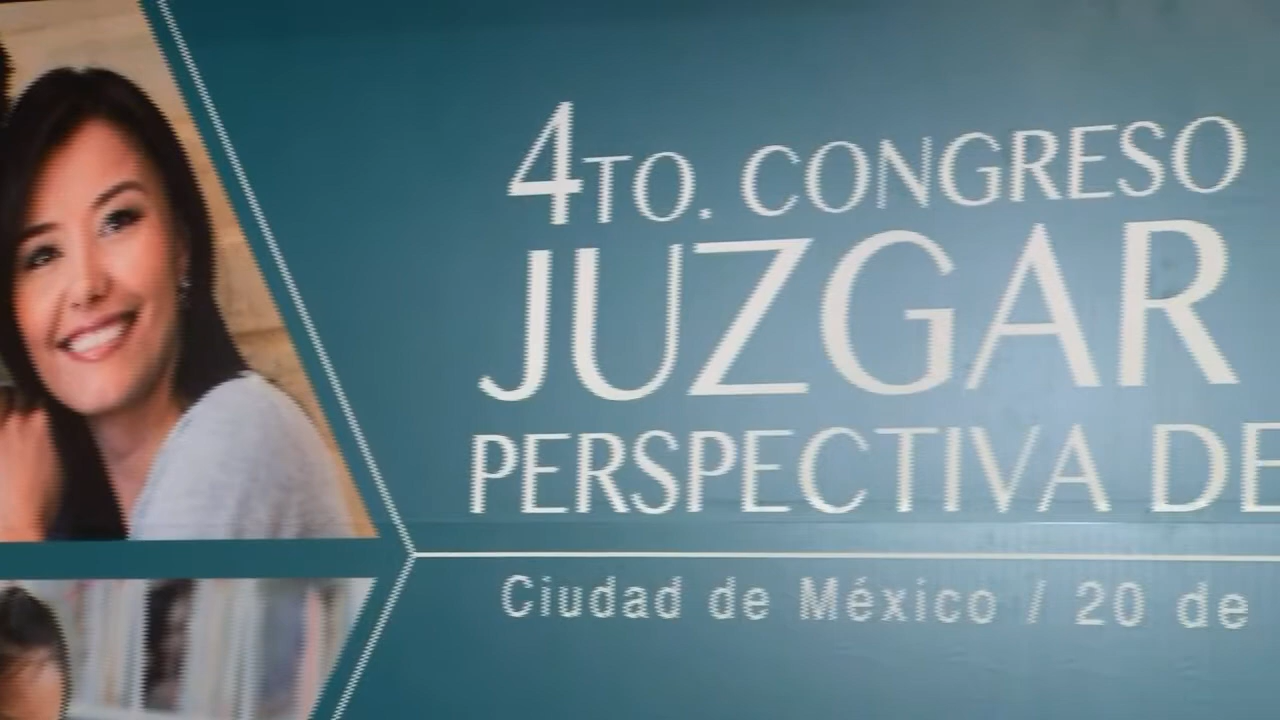 4TO. CONGRESO
JUZGAR
PERSPECTIVA DE
Ciudad de México / 20 de